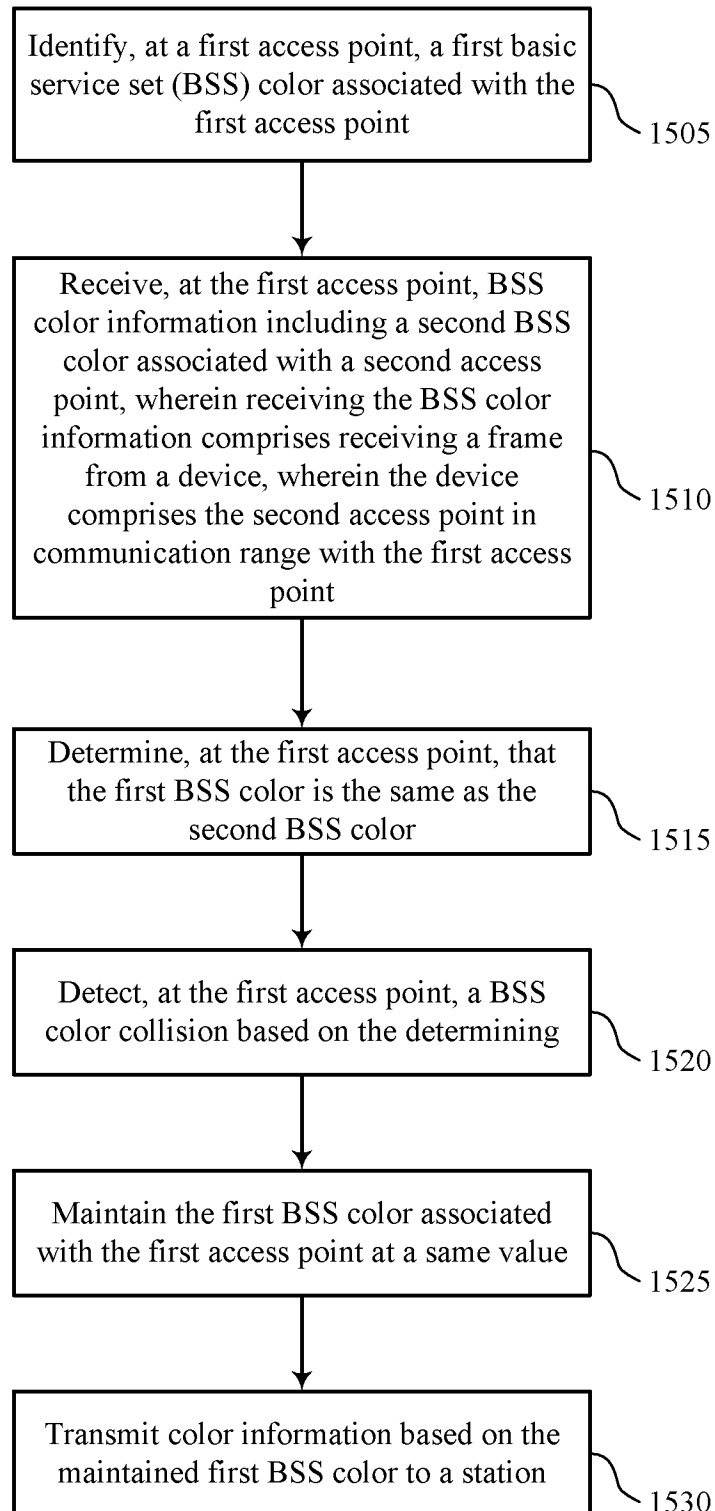 Identify, at a first access point, a first basic
service set (BSS) color associated with the
first access point
1505
Receive, at the first access point, BSS
color information including a second BSS
color associated with a second access
point, wherein receiving the BSS color
information comprises receiving a frame
from a device, wherein the device
comprises the second access point in
communication range with the first access
point
1510
Determine, at the first access point, that
the first BSS color is the same as the
second BSS color
1515
Detect, at the first access point, a BSS
color collision based on the determining
1520
Maintain the first BSS color associated
with the first access point at a same value
1525
Transmit color information based on the
maintained first BSS color to a station
1530